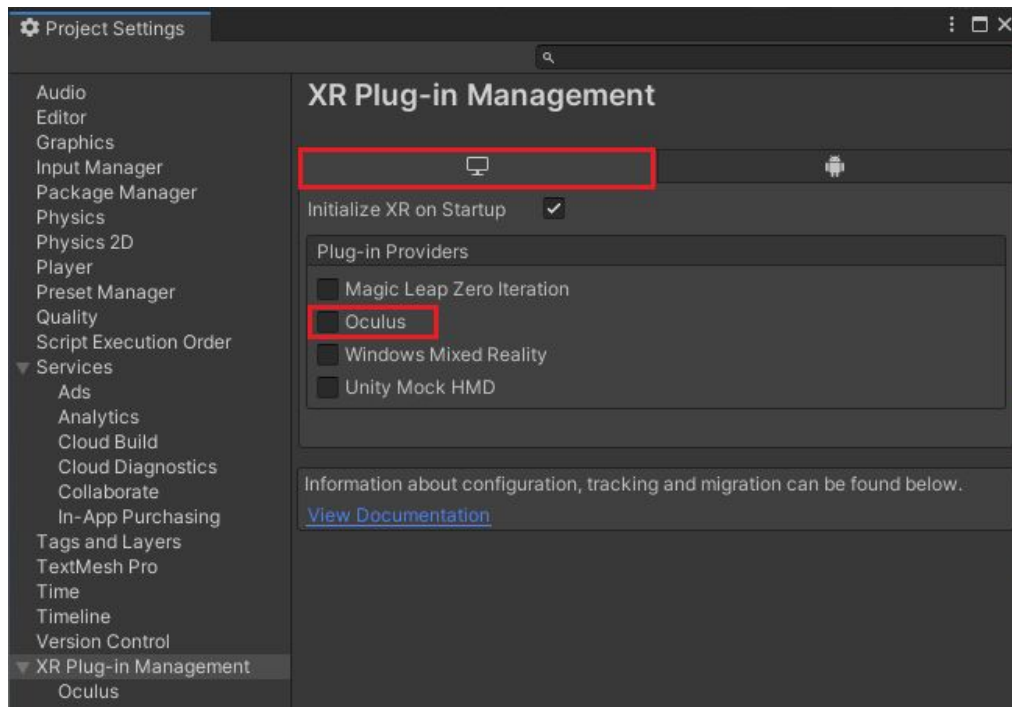 Project Settings
Audio
Editor
Graphics
Input Manager
Package Manager
Physics
Physics 2D
Player
Preset Manager
Quality
Script Execution Order
Services
Ads
Analytics
Cloud Build
Cloud Diagnostics
Collaborate
In-App Purchasing
Tags and Layers
TextMesh Pro
Time
Timeline
Version Control
XR Plug-in Management
Oculus
XR Plug-in Management
Initialize XR on Startup
Plug-in Providers
Magic Leap Zero Iteration
Oculus
Windows Mixed Reality
Unity Mock HMD
Information about configuration, tracking and migration can be found below.
View Documentation